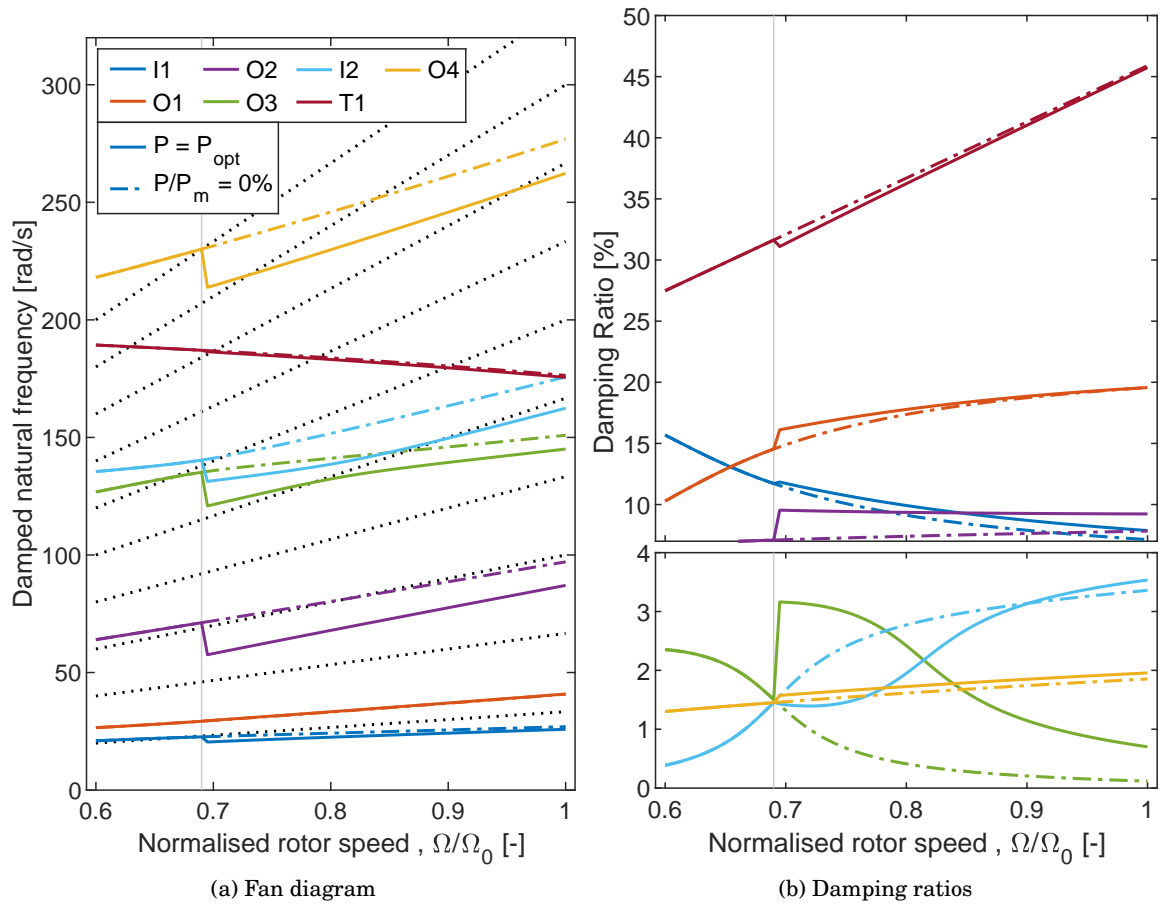 300
250
200
150
100
50
0
Damped natural frequency [rad/s]
I1 O2 I2 O4
O1 O3 T1
P = P_opt
P/P_m = 0%
0.6 0.7 0.8 0.9 1
Normalised rotor speed , Ω/Ω_0 [-]
(a) Fan diagram
50
45
40
35
30
25
20
15
10
4
3
2
1
0
Damping Ratio [%]
0.6 0.7 0.8 0.9 1
Normalised rotor speed , Ω/Ω_0 [-]
(b) Damping ratios